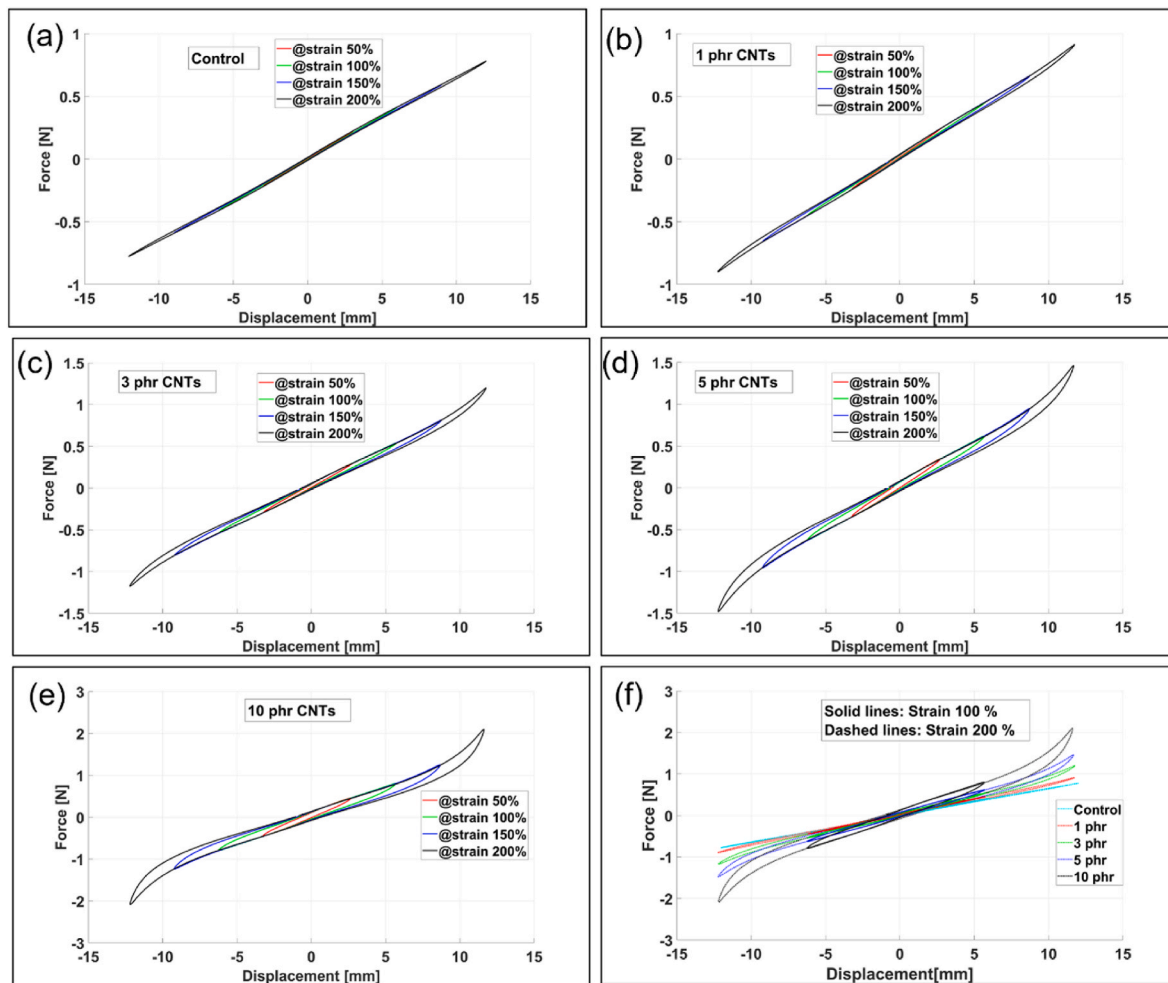 (a)
Control
@strain 50%
@strain 100%
@strain 150%
@strain 200%
1
0.5
0
-0.5
-1
-15 -10 -5 0 5 10 15
Force [N]
Displacement [mm]
(b)
1 phr CNTs
@strain 50%
@strain 100%
@strain 150%
@strain 200%
1
0.5
0
-0.5
-1
-15 -10 -5 0 5 10 15
Force [N]
Displacement [mm]
(c)
3 phr CNTs
@strain 50%
@strain 100%
@strain 150%
@strain 200%
1.5
1
0.5
0
-0.5
-1
-1.5
-15 -10 -5 0 5 10 15
Force [N]
Displacement [mm]
(d)
5 phr CNTs
@strain 50%
@strain 100%
@strain 150%
@strain 200%
1.5
1
0.5
0
-0.5
-1
-1.5
-15 -10 -5 0 5 10 15
Force [N]
Displacement [mm]
(e)
10 phr CNTs
@strain 50%
@strain 100%
@strain 150%
@strain 200%
3
2
1
0
-1
-2
-3
-15 -10 -5 0 5 10 15
Force [N]
Displacement [mm]
(f)
Solid lines: Strain 100 %
Dashed lines: Strain 200 %
Control
1 phr
3 phr
5 phr
10 phr
3
2
1
0
-1
-2
-3
-15 -10 -5 0 5 10 15
Force [N]
Displacement[mm]